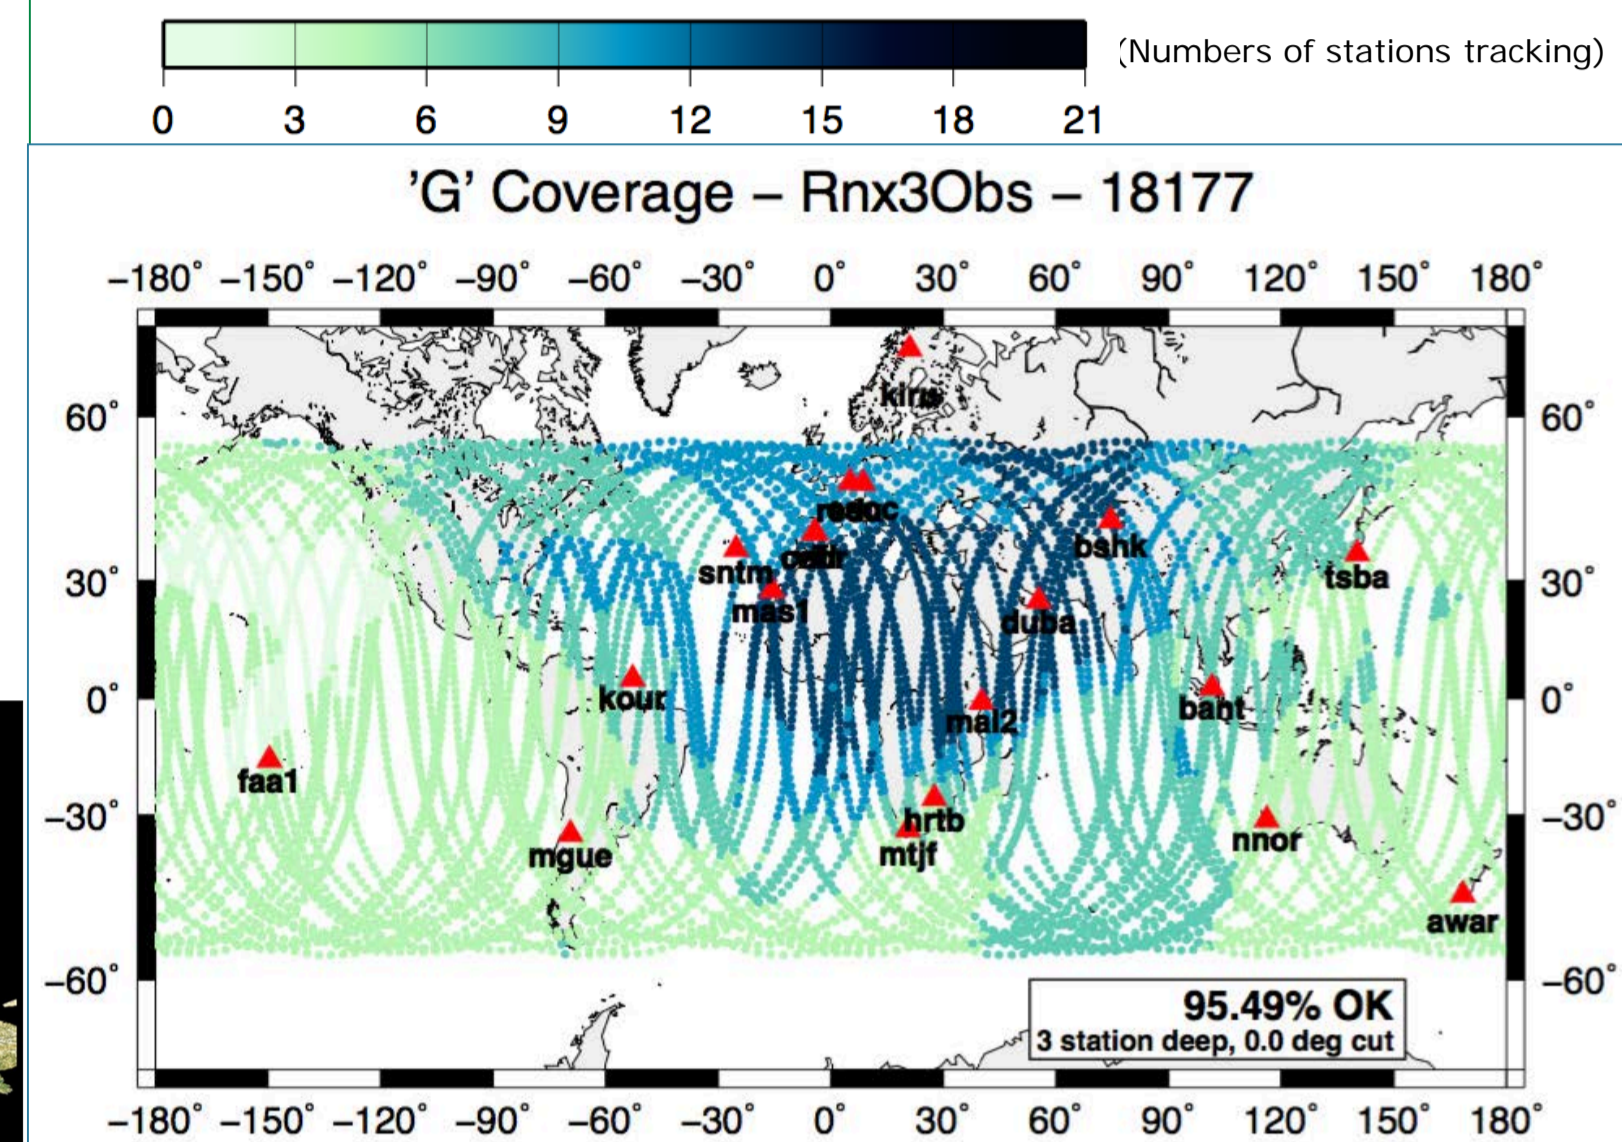 (Numbers of stations tracking)
0 3 6 9 12 15 18 21
'G' Coverage – Rnx3Obs – 18177
−180° −150° −120° −90° −60° −30° 0° 30° 60° 90° 120° 150° 180°
kirn
60° 60°
bshk
sntm
30° tsba 30°
mas1 duba
kour
0° mal2 0°
faa1
−30° hrtb −30°
mgue mtjf nnor
awar
−60° −60°
95.49% OK
3 station deep, 0.0 deg cut
−180° −150° −120° −90° −60° −30° 0° 30° 60° 90° 120° 150° 180°